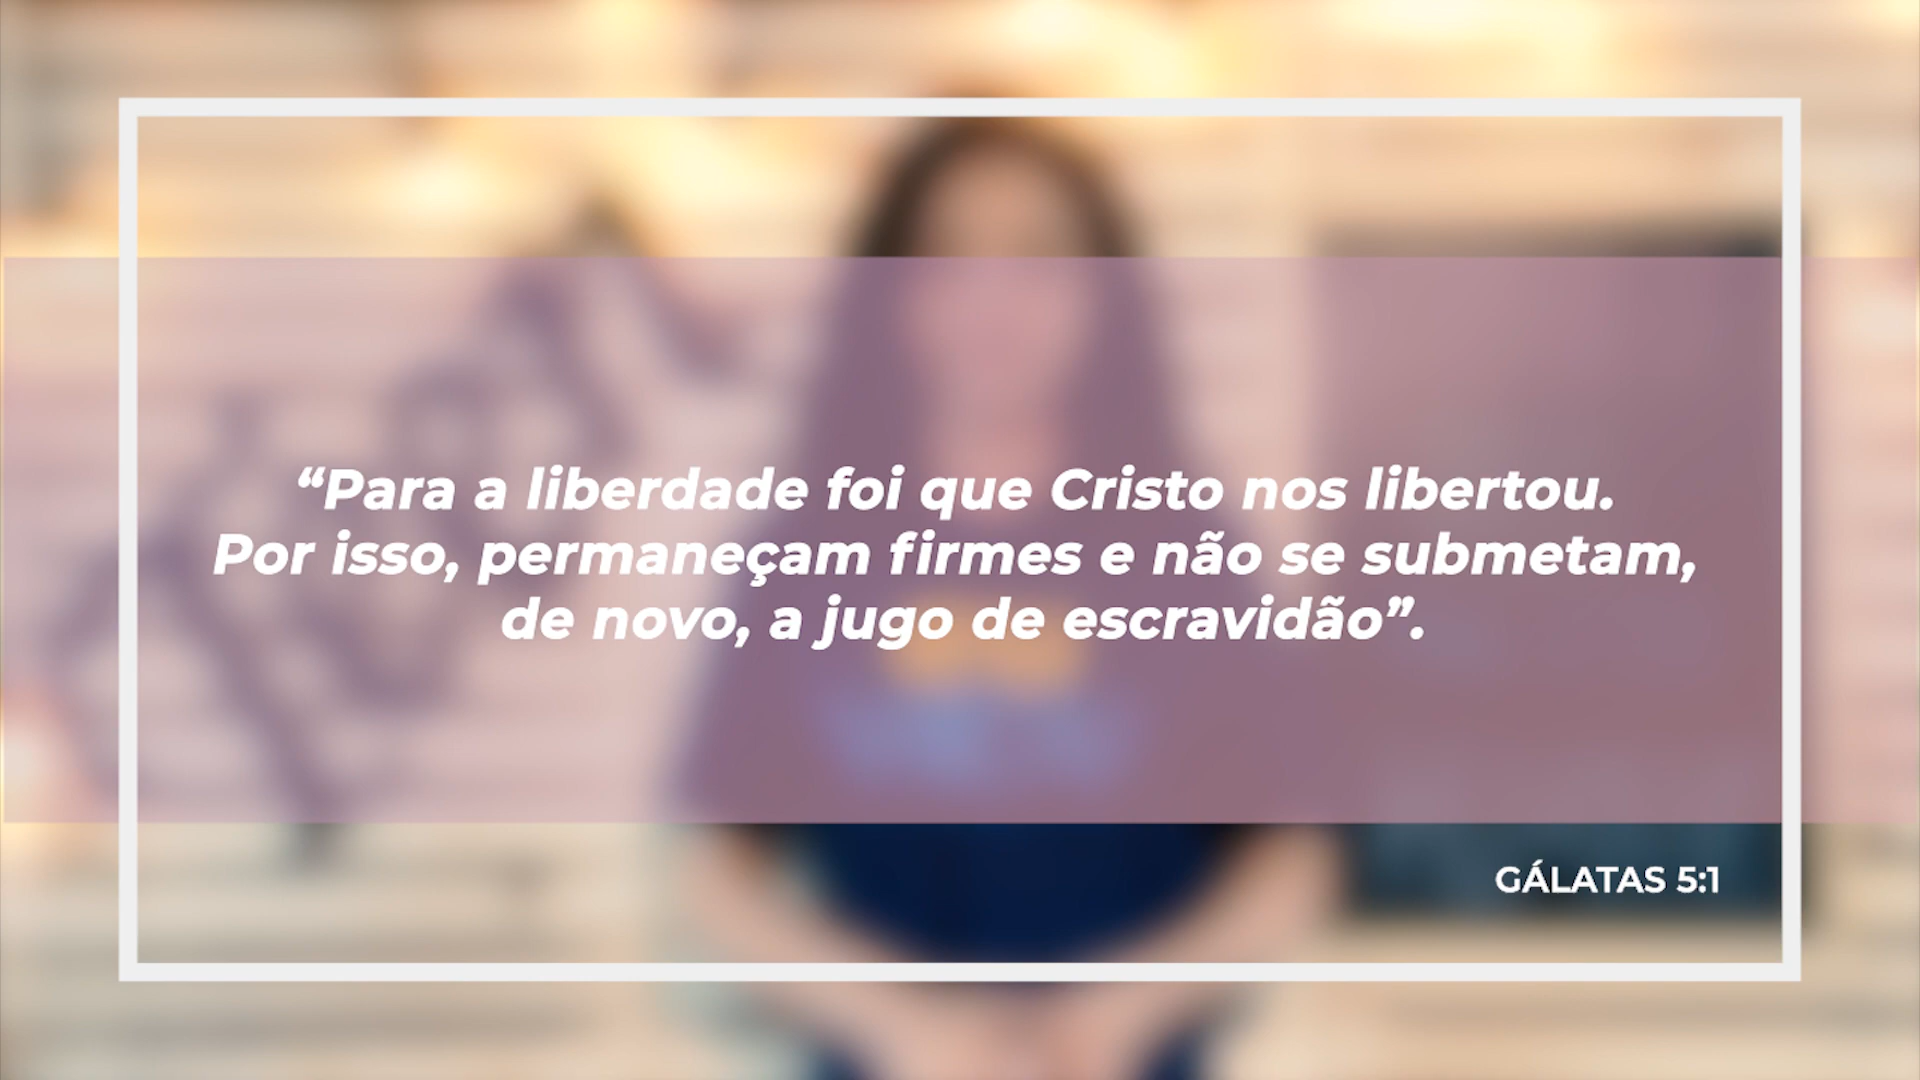 “Para a liberdade foi que Cristo nos libertou.
Por isso, permaneçam firmes e não se submetam,
de novo, a jugo de escravidão”.
GÁLATAS 5:1